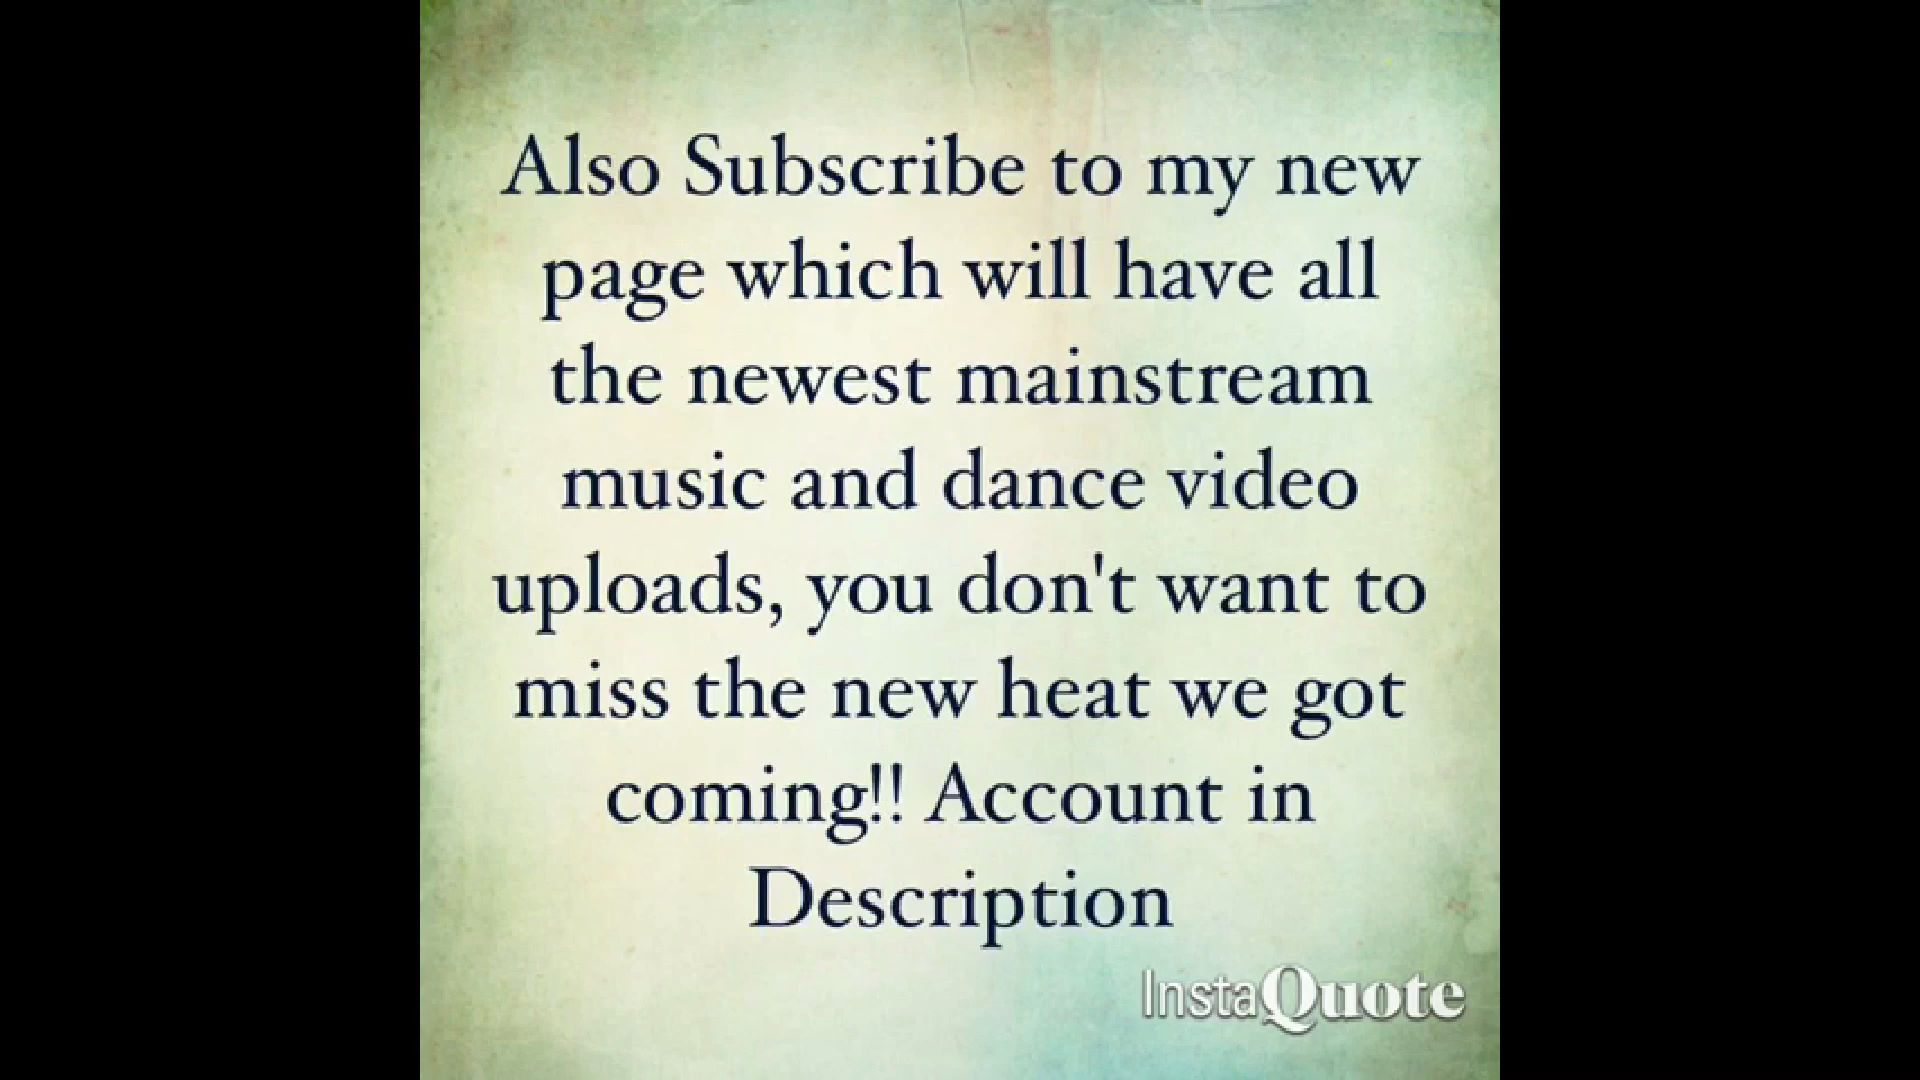 Also Subscribe to my new
page which will have all
the newest mainstream
music and dance video
uploads, you don't want to
miss the new heat we got
coming!! Account in
Description
InstaQuote